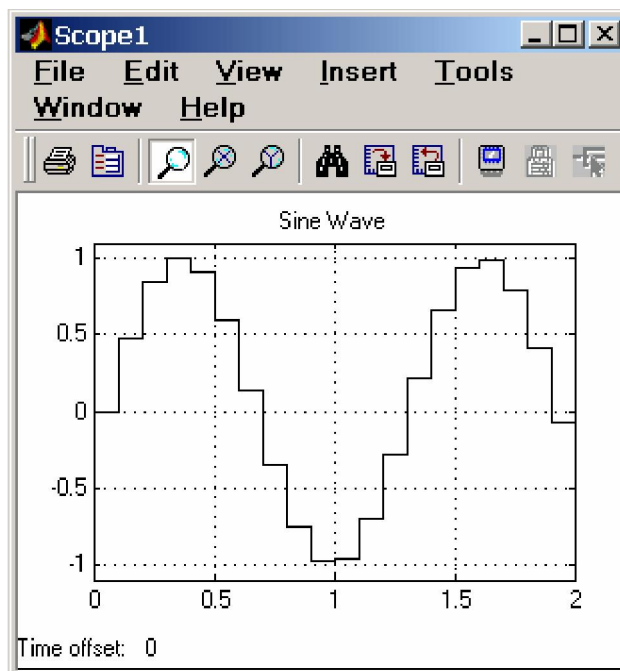 Scope1
File Edit View Insert Tools
Window Help
Sine Wave
1
0.5
0
-0.5
-1
0 0.5 1 1.5 2
Time offset: 0